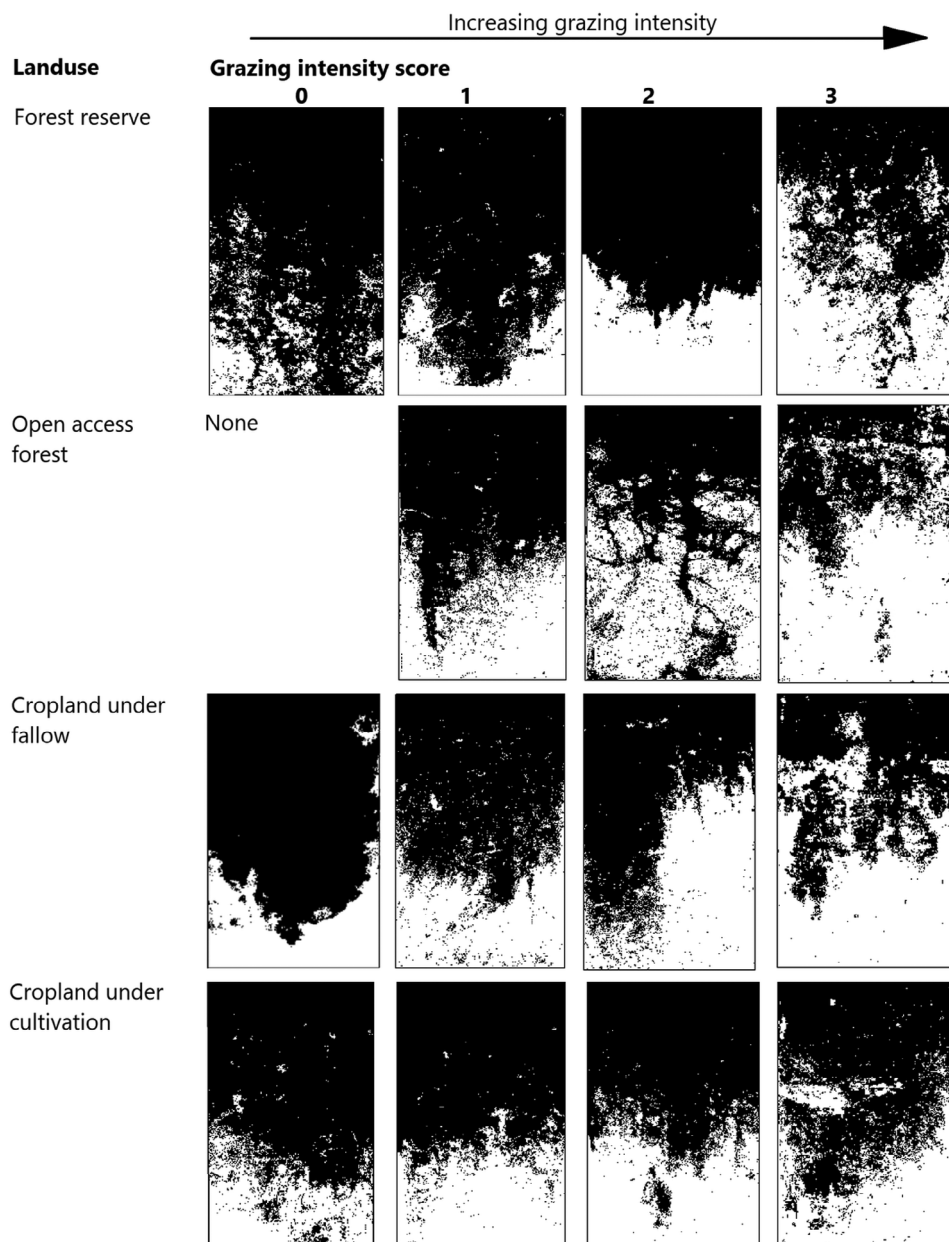 Increasing grazing intensity
Landuse
Grazing intensity score
0 1 2 3
Forest reserve
Open access
forest
None
Cropland under
fallow
Cropland under
cultivation